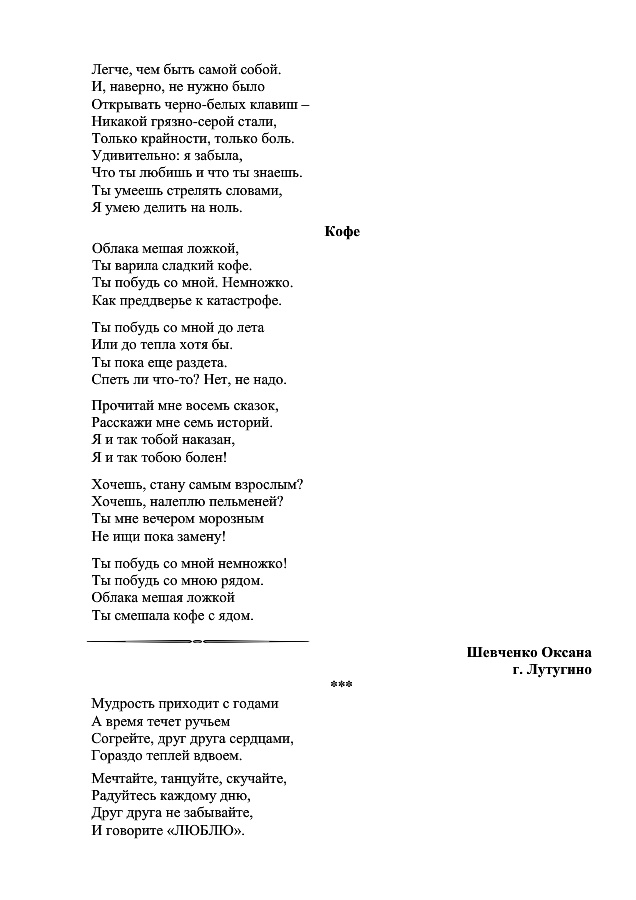 Легче, чем быть самой собой.
И, наверно, не нужно было
Открывать черно-белых клавиш –
Никакой грязно-серой стали,
Только крайности, только боль.
Удивительно: я забыла,
Что ты любишь и что ты знаешь.
Ты умеешь стрелять словами,
Я умею делить на ноль.
Кофе
Облака мешая ложкой,
Ты варила сладкий кофе.
Ты побудь со мной. Немножко.
Как преддверье к катастрофе.
Ты побудь со мной до лета
Или до тепла хотя бы.
Ты пока еще раздета.
Спеть ли что-то? Нет, не надо.
Прочитай мне восемь сказок,
Расскажи мне семь историй.
Я и так тобой наказан,
Я и так тобою болен!
Хочешь, стану самым взрослым?
Хочешь, налеплю пельменей?
Ты мне вечером морозным
Не ищи пока замену!
Ты побудь со мной немножко!
Ты побудь со мною рядом.
Облака мешая ложкой
Ты смешала кофе с ядом.
Шевченко Оксана
г. Лутугино
***
Мудрость приходит с годами
А время течет ручьем
Согрейте, друг друга сердцами,
Гораздо теплей вдвоем.
Мечтайте, танцуйте, скучайте,
Радуйтесь каждому дню,
Друг друга не забывайте,
И говорите «ЛЮБЛЮ».